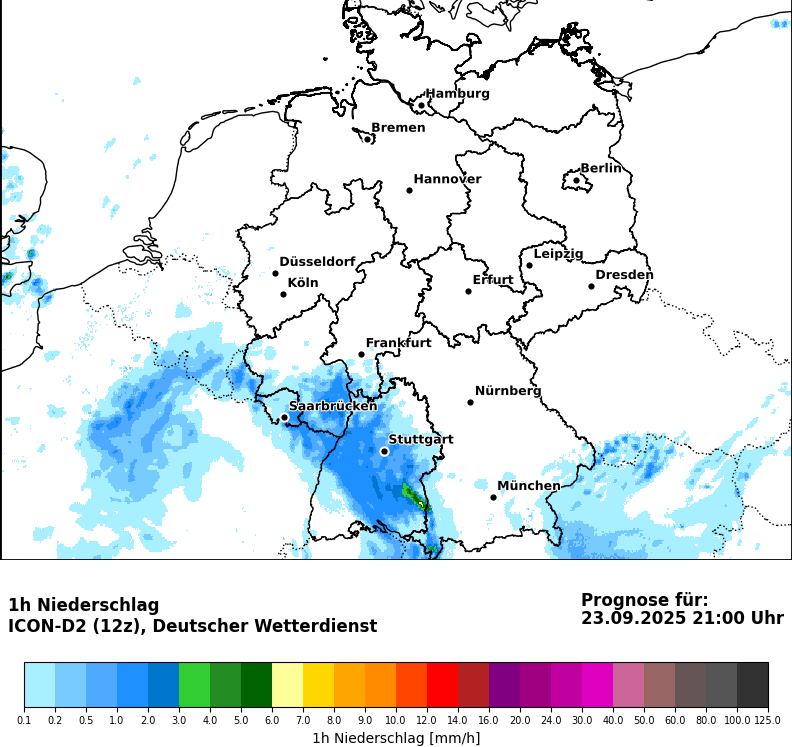 Hamburg
Bremen
Berlin
Hannover
Leipzig
Düsseldorf
Dresden
Köln
Erfurt
Frankfurt
Nürnberg
Saarbrücken
Stuttgart
München
1h Niederschlag
ICON-D2 (12z), Deutscher Wetterdienst
Prognose für:
23.09.2025 21:00 Uhr
0.1 0.2 0.5 1.0 2.0 3.0 4.0 5.0 6.0 7.0 9.0 10.0 12.0 14.0 16.0 20.0 24.0 30.0 40.0 50.0 60.0 80.0 100.0 125.0
1h Niederschlag [mm/h]